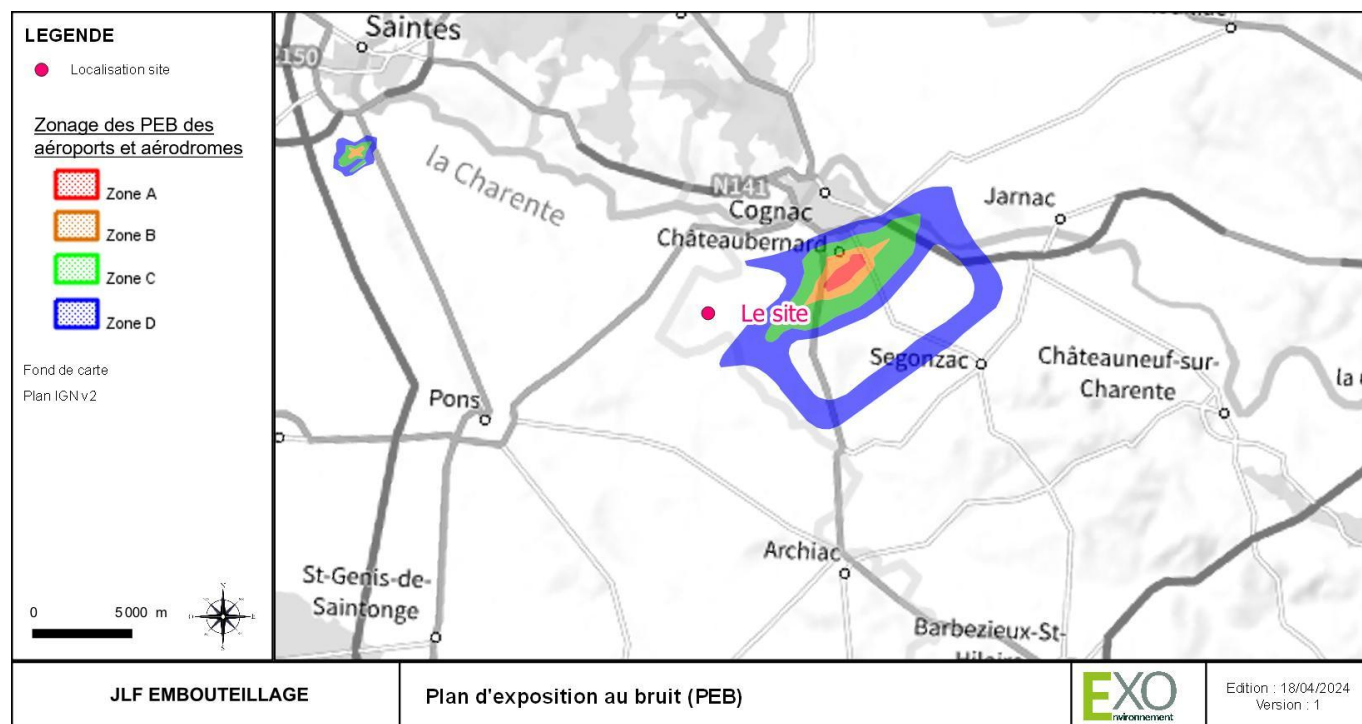 LEGENDE
Localisation site
Zonage des PEB des
aéroports et aérodromes
Zone A
Zone B
Zone C
Zone D
Fond de carte
Plan IGN v2
0 5 000 m
N
O E
S
Saintes
la Charente
N141
Cognac
Châteaubernard
Jarnac
Le site
Segonzac
Châteauneuf-sur-
Charente
Pons
Archiac
St-Genis-de-
Saintonge
Barbezieux-St-
JLF EMBOUTEILLAGE
Plan d'exposition au bruit (PEB)
EXO
nvironnement
Edition : 18/04/2024
Version : 1